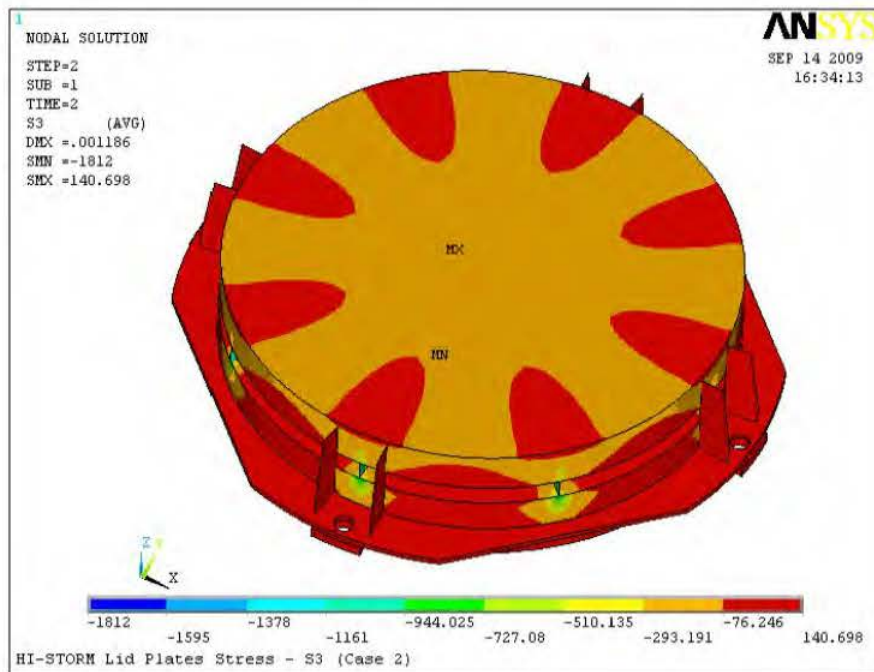 1
NODAL SOLUTION
STEP=2
SUB =1
TIME=2
S3 (AVG)
DMX =.001186
SMN =-1812
SMX =140.698
ANSYS
SEP 14 2009
16:34:13
MX
MN
Z Y
X
-1812 -1378 -944.025 -510.135 -76.246
-1595 -1161 -727.08 -293.191 140.698
HI-STORM Lid Plates Stress - S3 (Case 2)